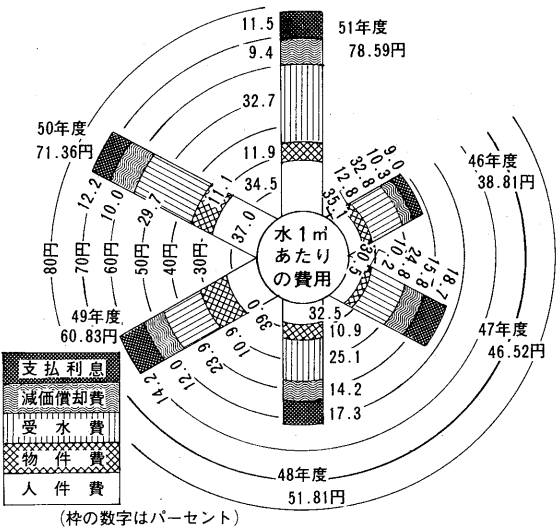 51年度
78.59円
11.5
9.4
32.7
11.9
34.5
46年度
38.81円
9.0
10.3
32.8
12.8
35.1
47年度
46.52円
18.7
15.8
24.8
10.2
30.5
48年度
51.81円
32.5
10.9
25.1
14.2
17.3
49年度
60.83円
39.0
10.9
23.9
12.0
14.2
50年度
71.36円
12.2
10.0
29.7
11.1
37.0
80円
70円
60円
50円
40円
30円
水1㎥
あたり
の費用
支払利息
減価償却費
受水費
物件費
人件費
(枠の数字はパーセント)